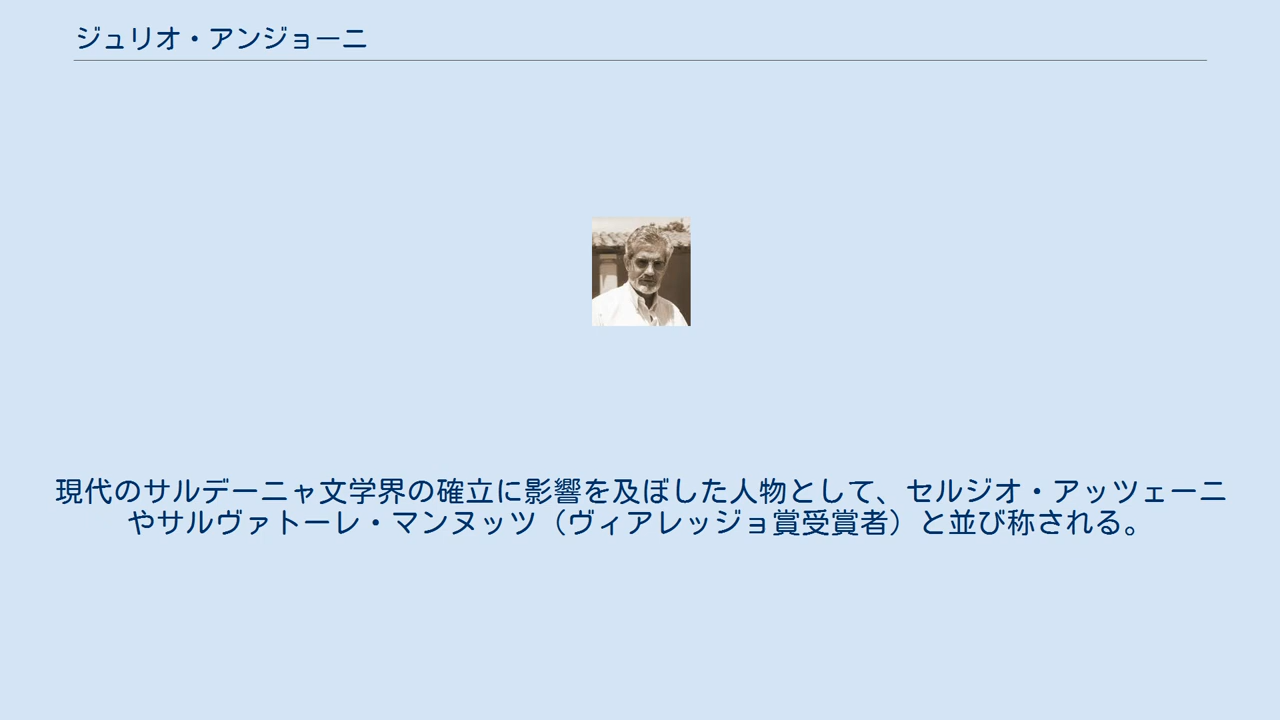 ジュリオ・アンジョーニ
現代のサルデーニャ文学界の確立に影響を及ぼした人物として、セルジオ・アッツェーニ
やサルヴァトーレ・マンヌッツ（ヴィアレッジョ賞受賞者）と並び称される。